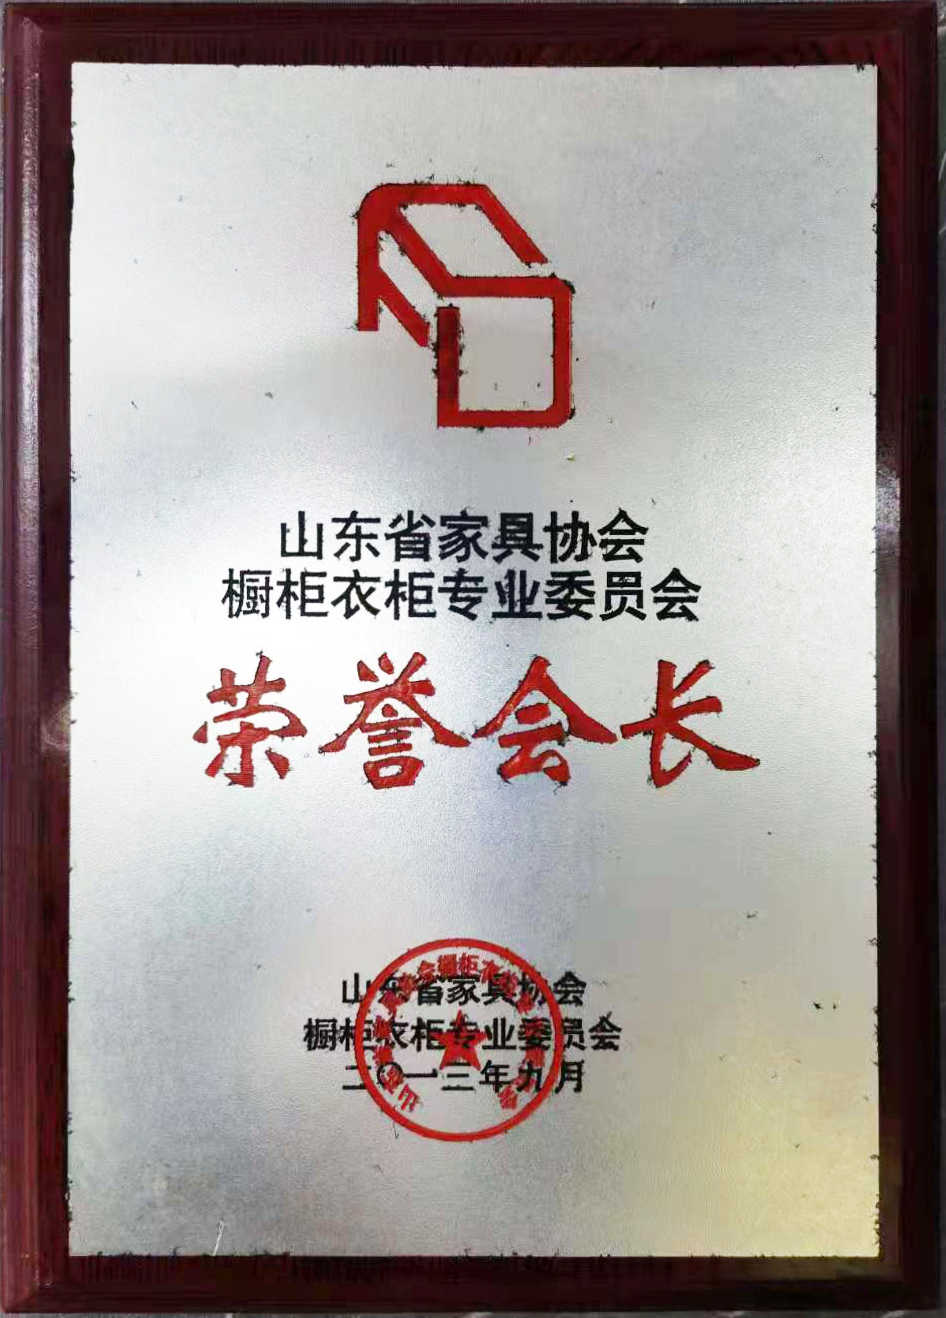 山东省家具协会
橱柜衣柜专业委员会
荣誉会长
山东省家具协会
橱柜衣柜专业委员会
二〇一三年九月